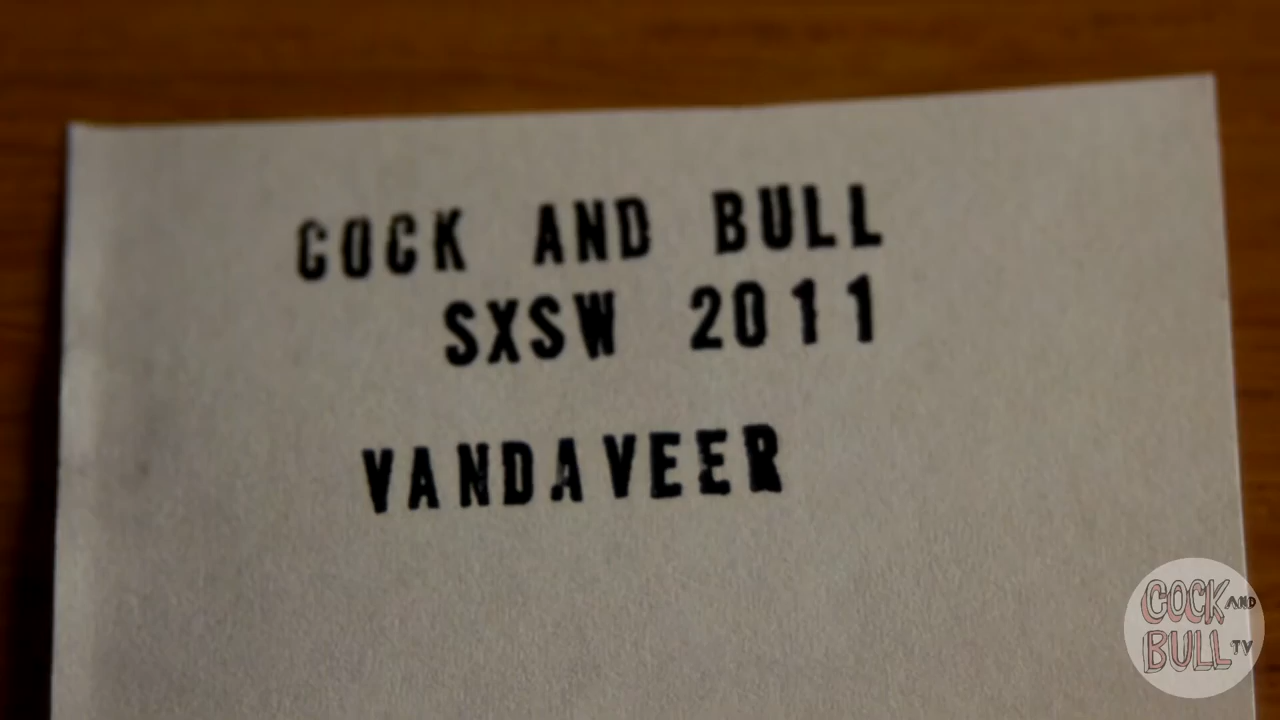 COCK AND BULL
SXSW 2011
VANDAVEER
COCK AND
BULL TV